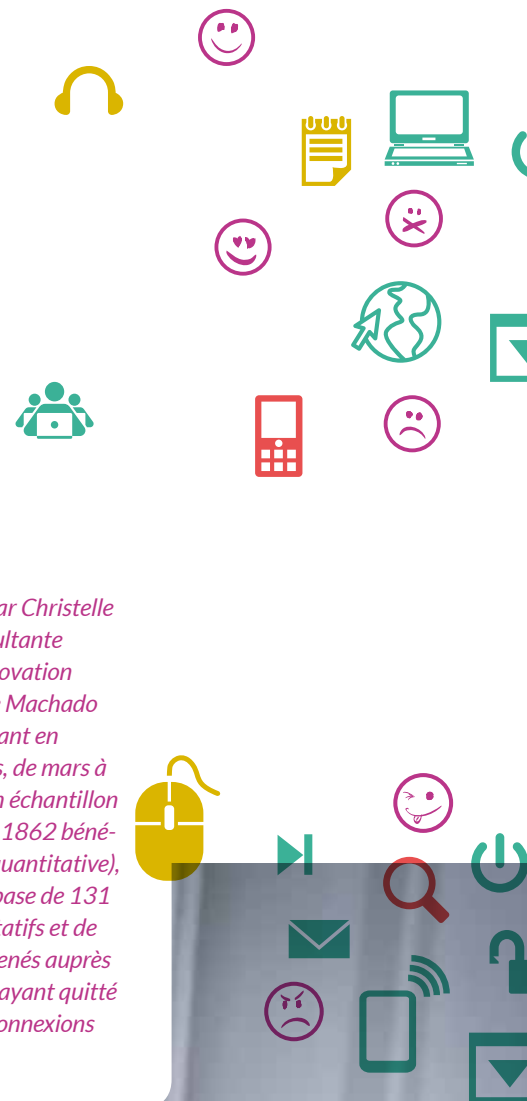 ar Christelle
ultante
ovation
e Machado
ant en
s, de mars à
n échantillon
1862 béné-
uantitative),
base de 131
atifs et de
enés auprès
ayant quitté
onnexions